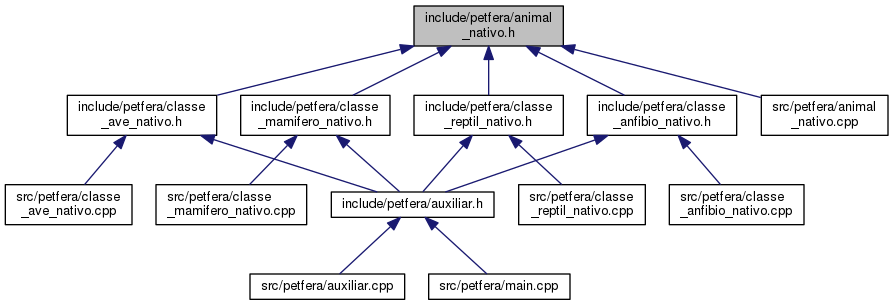 include/petfera/animal
_nativo.h
include/petfera/classe
_ave_nativo.h
include/petfera/classe
_mamifero_nativo.h
include/petfera/classe
_reptil_nativo.h
include/petfera/classe
_anfibio_nativo.h
src/petfera/animal
_nativo.cpp
src/petfera/classe
_ave_nativo.cpp
src/petfera/classe
_mamifero_nativo.cpp
include/petfera/auxiliar.h
src/petfera/classe
_reptil_nativo.cpp
src/petfera/classe
_anfibio_nativo.cpp
src/petfera/auxiliar.cpp
src/petfera/main.cpp